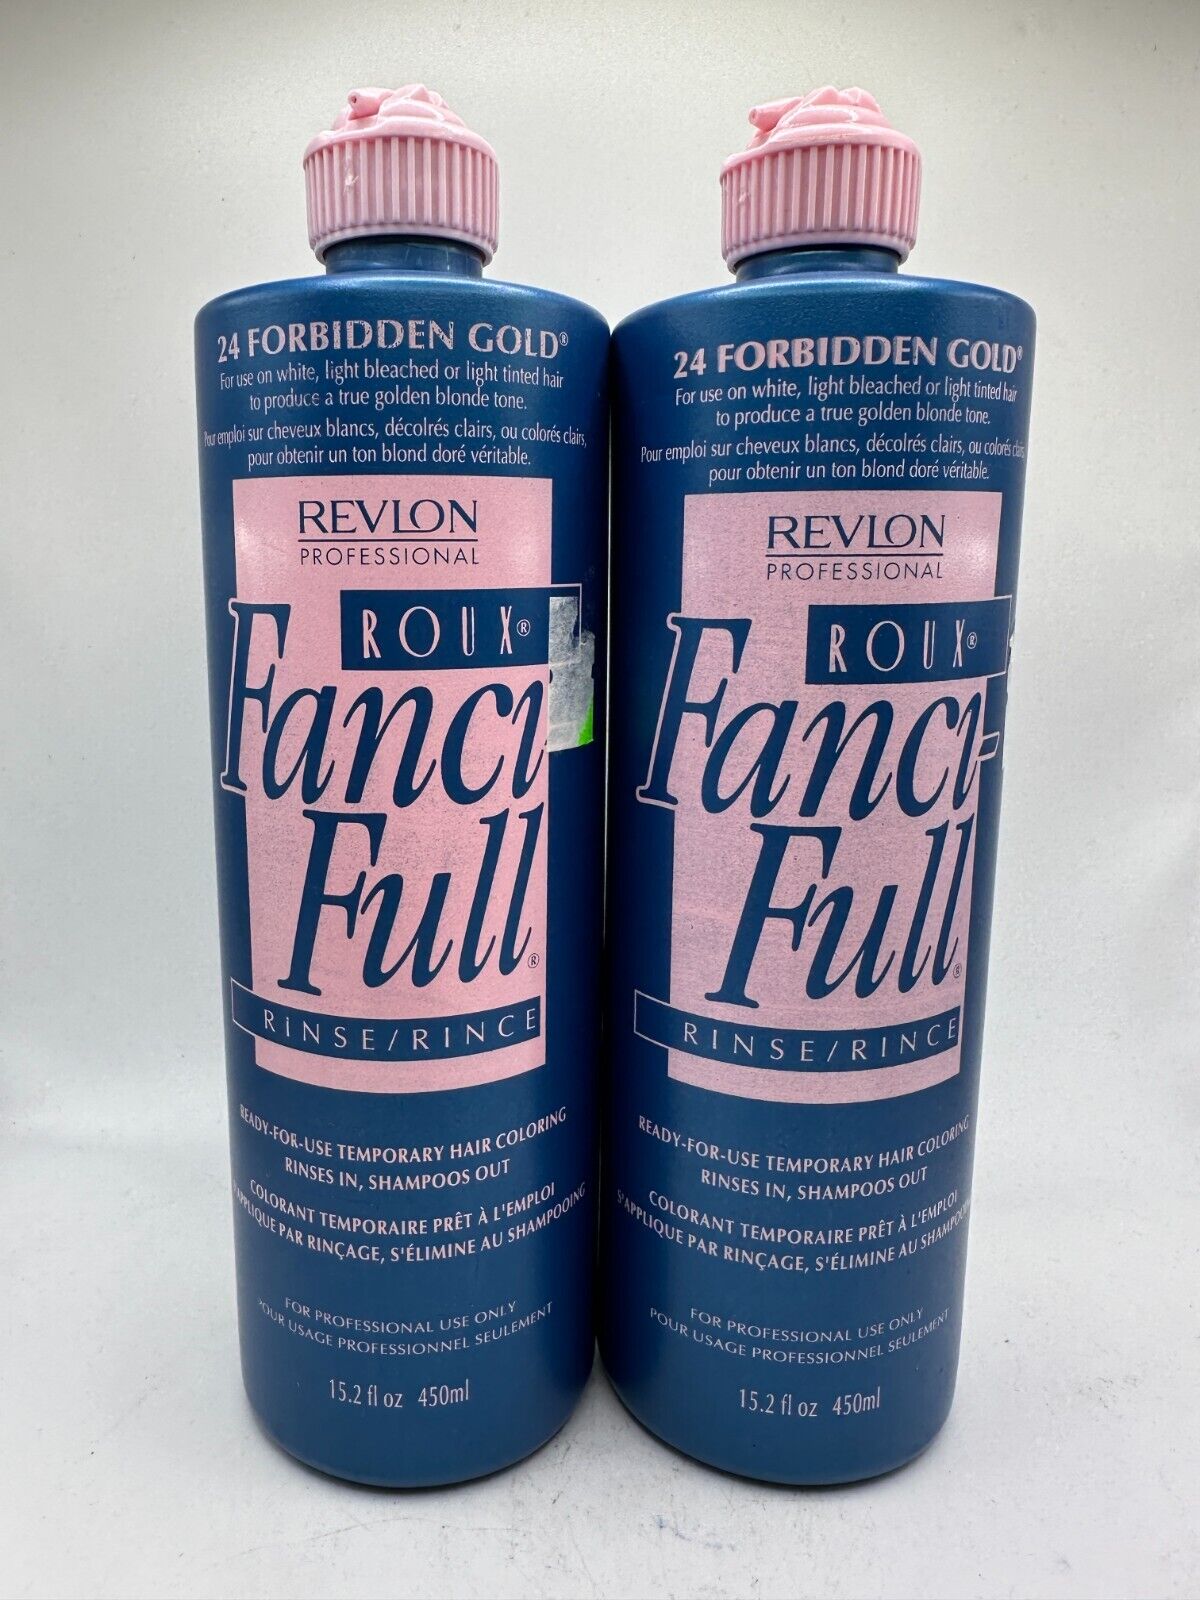 24 FORBIDDEN GOLD®
For use on white, light bleached or light tinted hair
to produce a true golden blonde tone.
Pour emploi sur cheveux blancs, décolrés clairs, ou colorés clairs,
pour obtenir un ton blond doré véritable.
REVLON
PROFESSIONAL
ROUX®
Fanci-
Full®
RINSE/RINCE
READY-FOR-USE TEMPORARY HAIR COLORING
RINSES IN, SHAMPOOS OUT
COLORANT TEMPORAIRE PRÊT À L'EMPLOI
S'APPLIQUE PAR RINÇAGE, S'ÉLIMINE AU SHAMPOOING
FOR PROFESSIONAL USE ONLY
POUR USAGE PROFESSIONNEL SEULEMENT
15.2 fl oz 450ml
24 FORBIDDEN GOLD®
For use on white, light bleached or light tinted hair
to produce a true golden blonde tone.
Pour emploi sur cheveux blancs, décolrés clairs, ou colorés clairs
pour obtenir un ton blond doré véritable.
REVLON
PROFESSIONAL
ROUX®
Fanci-
Full®
RINSE/RINCE
READY-FOR-USE TEMPORARY HAIR COLORING
RINSES IN, SHAMPOOS OUT
COLORANT TEMPORAIRE PRÊT À L'EMPLOI
S'APPLIQUE PAR RINÇAGE, S'ÉLIMINE AU SHAMPOOING
FOR PROFESSIONAL USE ONLY
POUR USAGE PROFESSIONNEL SEULEMENT
15.2 fl oz 450ml